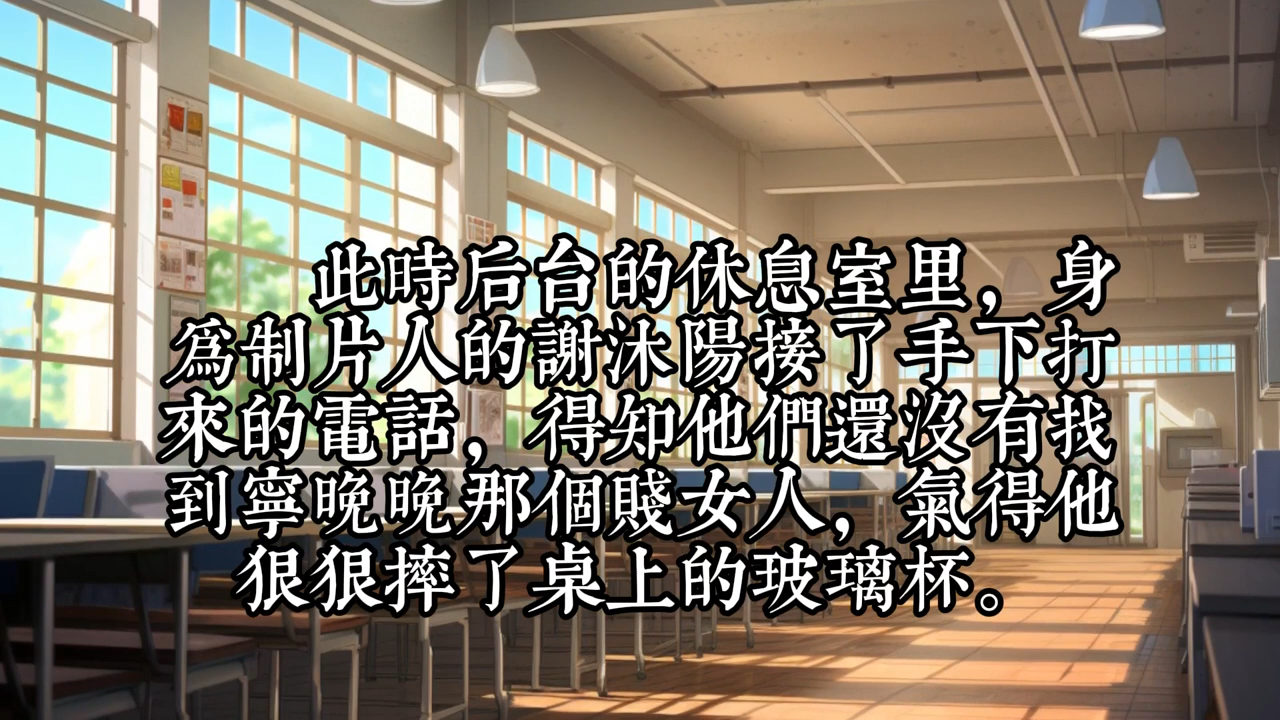 此時后台的休息室里，身
爲制片人的謝沐陽接了手下打
來的電話，得知他們還沒有找
到寧晚晚那個賤女人，氣得他
狠狠摔了桌上的玻璃杯。